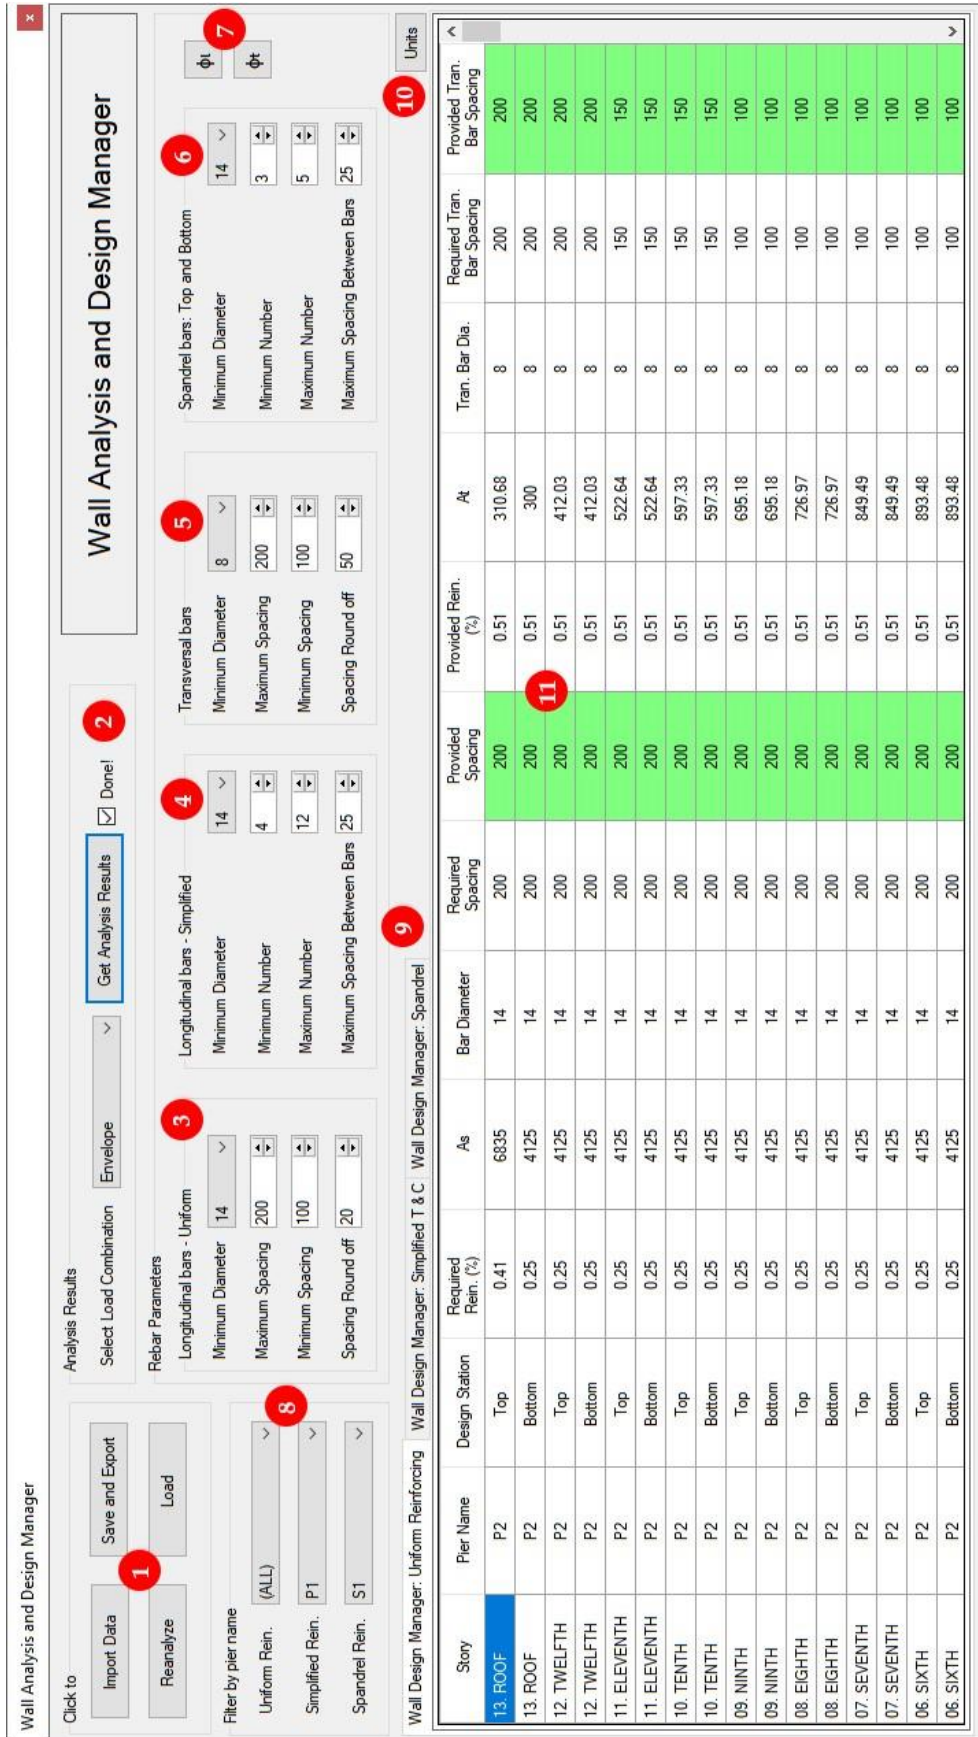 Wall Analysis and Design Manager
x
Click to
Import Data
Save and Export
1
Reanalyze
Load
Analysis Results
Select Load Combination
Envelope
Get Analysis Results
Done!
2
Wall Analysis and Design Manager
Filter by pier name
Uniform Rein.
(ALL)
8
Simplified Rein.
P1
Spandrel Rein.
S1
Rebar Parameters
Longitudinal bars - Uniform
3
Minimum Diameter 14
Maximum Spacing 200
Minimum Spacing 100
Spacing Round off 20
Longitudinal bars - Simplified
4
Minimum Diameter 14
Minimum Number 4
Maximum Number 12
Maximum Spacing Between Bars 25
Transversal bars
5
Minimum Diameter 8
Maximum Spacing 200
Minimum Spacing 100
Spacing Round off 50
Spandrel bars: Top and Bottom
6
Minimum Diameter 14
Minimum Number 3
Maximum Number 5
Maximum Spacing Between Bars 25
ϕι
7
ϕt
Wall Design Manager: Uniform Reinforcing
Wall Design Manager: Simplified T & C
Wall Design Manager: Spandrel
9
10
Units
Story Pier Name Design Station Required Rein. (%) As Bar Diameter Required Spacing Provided Spacing Provided Rein. (%) At Tran. Bar Dia. Required Tran. Bar Spacing Provided Tran. Bar Spacing
13. ROOF P2 Top 0.41 6835 14 200 200 0.51 310.68 8 200 200
13. ROOF P2 Bottom 0.25 4125 14 200 200 0.51 300 8 200 200
11
12. TWELFTH P2 Top 0.25 4125 14 200 200 0.51 412.03 8 200 200
12. TWELFTH P2 Bottom 0.25 4125 14 200 200 0.51 412.03 8 200 200
11. ELEVENTH P2 Top 0.25 4125 14 200 200 0.51 522.64 8 150 150
11. ELEVENTH P2 Bottom 0.25 4125 14 200 200 0.51 522.64 8 150 150
10. TENTH P2 Top 0.25 4125 14 200 200 0.51 597.33 8 150 150
10. TENTH P2 Bottom 0.25 4125 14 200 200 0.51 597.33 8 150 150
09. NINTH P2 Top 0.25 4125 14 200 200 0.51 695.18 8 100 100
09. NINTH P2 Bottom 0.25 4125 14 200 200 0.51 695.18 8 100 100
08. EIGHTH P2 Top 0.25 4125 14 200 200 0.51 726.97 8 100 100
08. EIGHTH P2 Bottom 0.25 4125 14 200 200 0.51 726.97 8 100 100
07. SEVENTH P2 Top 0.25 4125 14 200 200 0.51 849.49 8 100 100
07. SEVENTH P2 Bottom 0.25 4125 14 200 200 0.51 849.49 8 100 100
06. SIXTH P2 Top 0.25 4125 14 200 200 0.51 893.48 8 100 100
06. SIXTH P2 Bottom 0.25 4125 14 200 200 0.51 893.48 8 100 100